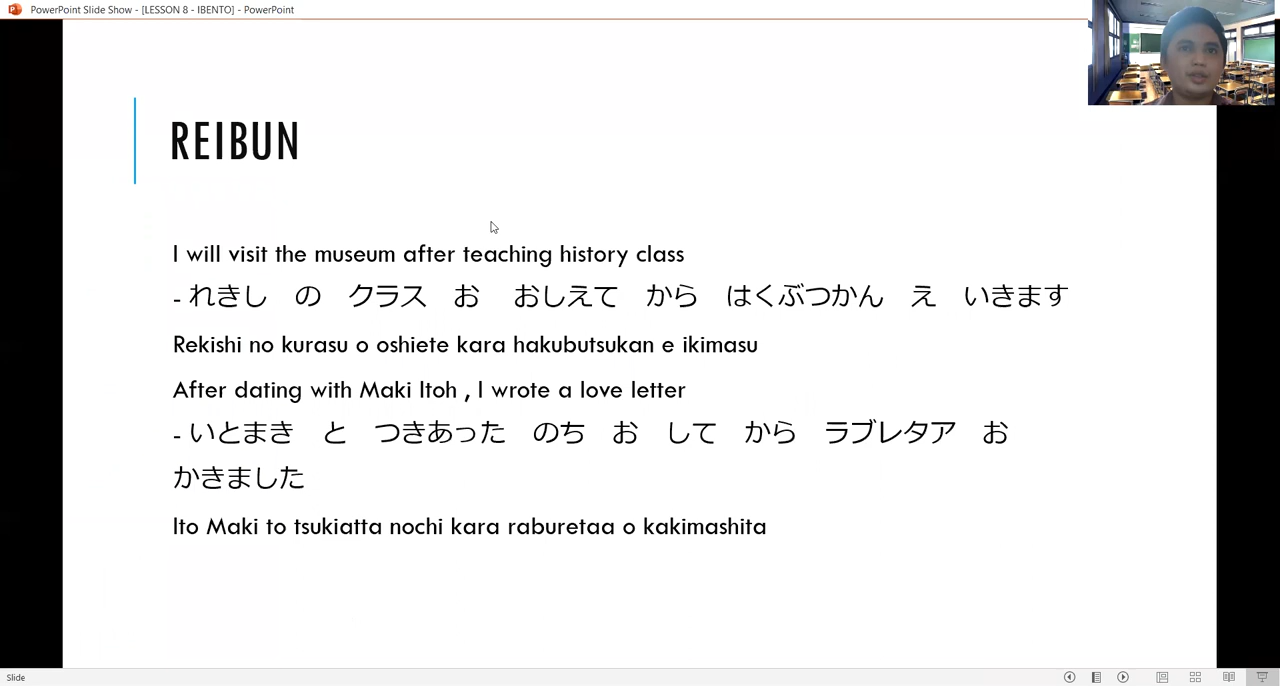 PowerPoint Slide Show - [LESSON 8 - IBENTO] - PowerPoint
REIBUN
I will visit the museum after teaching history class
- れきし　の　クラス　お　おしえて　から　はくぶつかん　え　いきます
Rekishi no kurasu o oshiete kara hakubutsukan e ikimasu
After dating with Maki Itoh , I wrote a love letter
- いとまき　と　つきあった　のち　お　して　から　ラブレタア　お
かきました
Ito Maki to tsukiatta nochi kara raburetaa o kakimashita
Slide